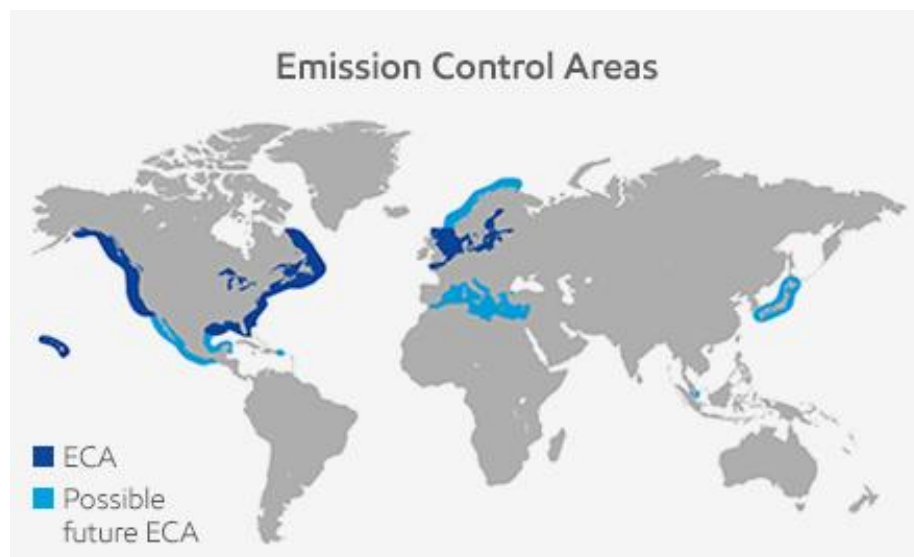 Emission Control Areas
ECA
Possible
future ECA